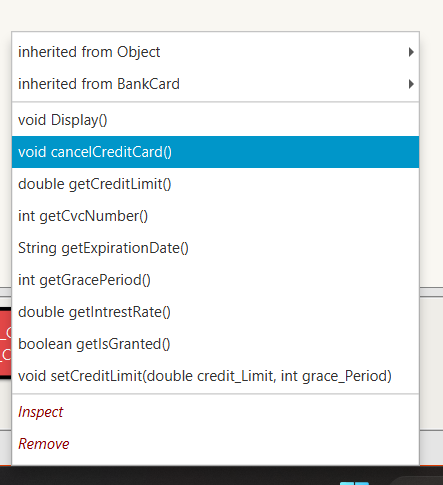 inherited from Object
inherited from BankCard
void Display()
void cancelCreditCard()
double getCreditLimit()
int getCvcNumber()
String getExpirationDate()
int getGracePeriod()
double getIntrestRate()
boolean getIsGranted()
void setCreditLimit(double credit_Limit, int grace_Period)
Inspect
Remove